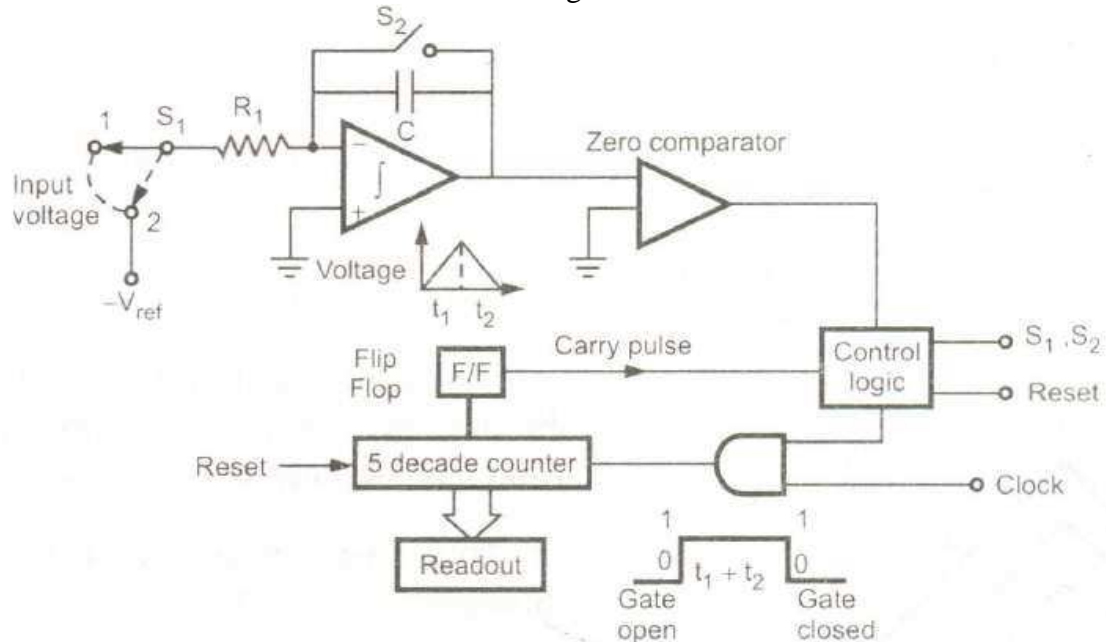 S2
C
1
S1
R1
Input
voltage
2
−Vref
−
∫
+
Zero comparator
Voltage
t1
t2
Flip
Flop
F/F
Carry pulse
Control
logic
S1 ,S2
Reset
Reset
5 decade counter
Clock
Readout
1
0
t1 + t2
1
0
Gate
open
Gate
closed